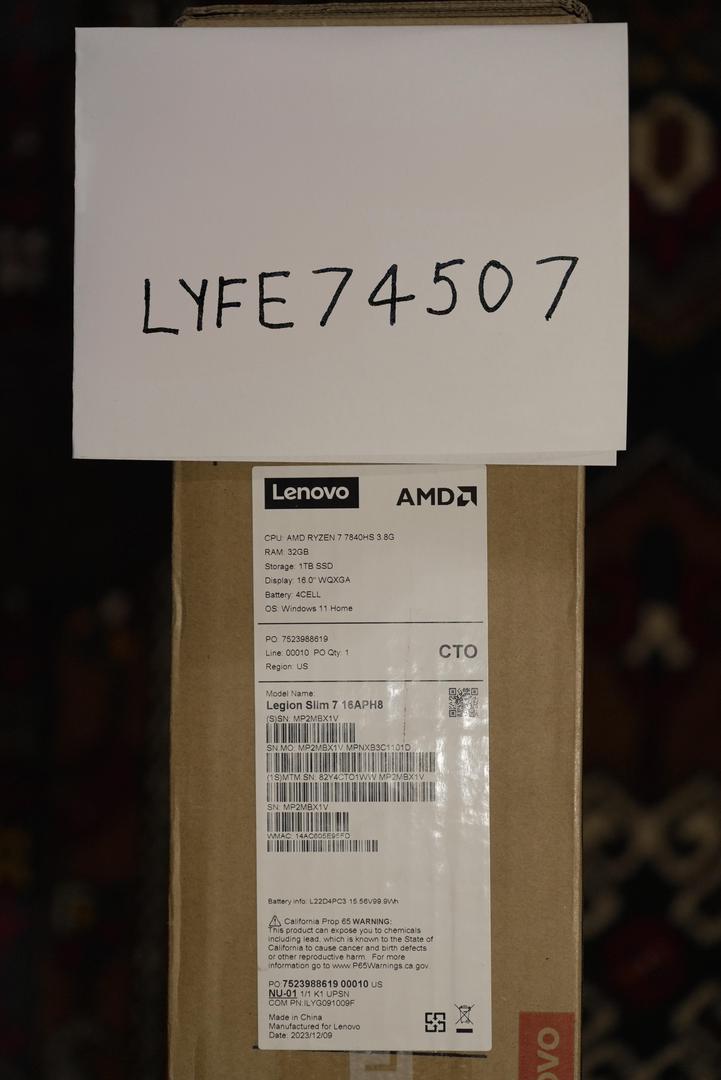 LYFE74507
Lenovo
AMD
CPU: AMD RYZEN 7 7840HS 3.8G
RAM: 32GB
Storage: 1TB SSD
Display: 16.0" WQXGA
Battery: 4CELL
OS: Windows 11 Home
PO: 7523988619
Line: 00010 PO Qty: 1
Region: US
CTO
Model Name:
Legion Slim 7 16APH8
(S)SN: MP2MBX1V
SN.MO: MP2MBX1V MPNXB3C1101D
(1S)MTM.SN: 82Y4CTO1WW MP2MBX1V
SN: MP2MBX1V
WMAC: 14AC605E95FD
Battery info: L22D4PC3 15.56V99.9Wh
California Prop 65 WARNING:
This product can expose you to chemicals
including lead, which is known to the State of
California to cause cancer and birth defects
or other reproductive harm. For more
information go to www.P65Warnings.ca.gov.
PO:7523988619 00010 US
NU-01 1/1 K1 UPSN
COM PN:ILYG091009F
Made in China
Manufactured for Lenovo
Date: 2023/12/09